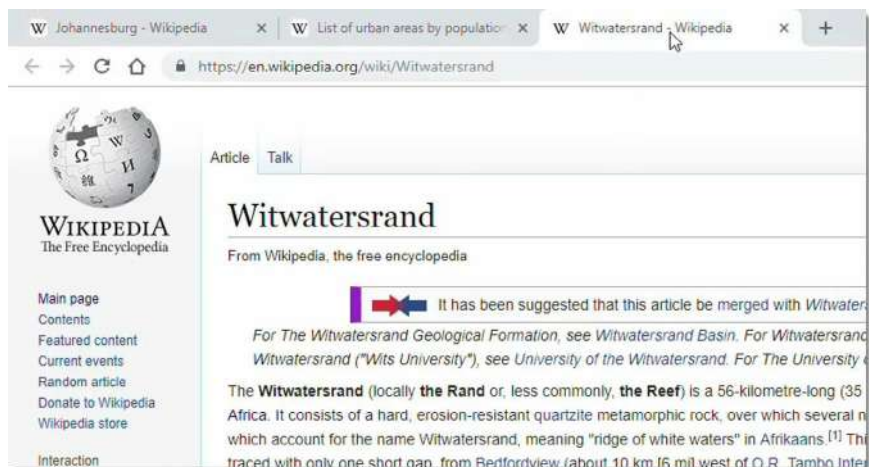 Johannesburg - Wikipedia
List of urban areas by population
Witwatersrand - Wikipedia
https://en.wikipedia.org/wiki/Witwatersrand
WIKIPEDIA
The Free Encyclopedia
Main page
Contents
Featured content
Current events
Random article
Donate to Wikipedia
Wikipedia store
Interaction
Article Talk
Witwatersrand
From Wikipedia, the free encyclopedia
It has been suggested that this article be merged with Witwater
For The Witwatersrand Geological Formation, see Witwatersrand Basin. For Witwatersrand
Witwatersrand ("Wits University"), see University of the Witwatersrand. For The University
The Witwatersrand (locally the Rand or, less commonly, the Reef) is a 56-kilometre-long (35
Africa. It consists of a hard, erosion-resistant quartzite metamorphic rock, over which several
which account for the name Witwatersrand, meaning "ridge of white waters" in Afrikaans.[1] Thi
traced with only one short gap, from Bedfordview (about 10 km [6 mi] west of O.R. Tambo Inter